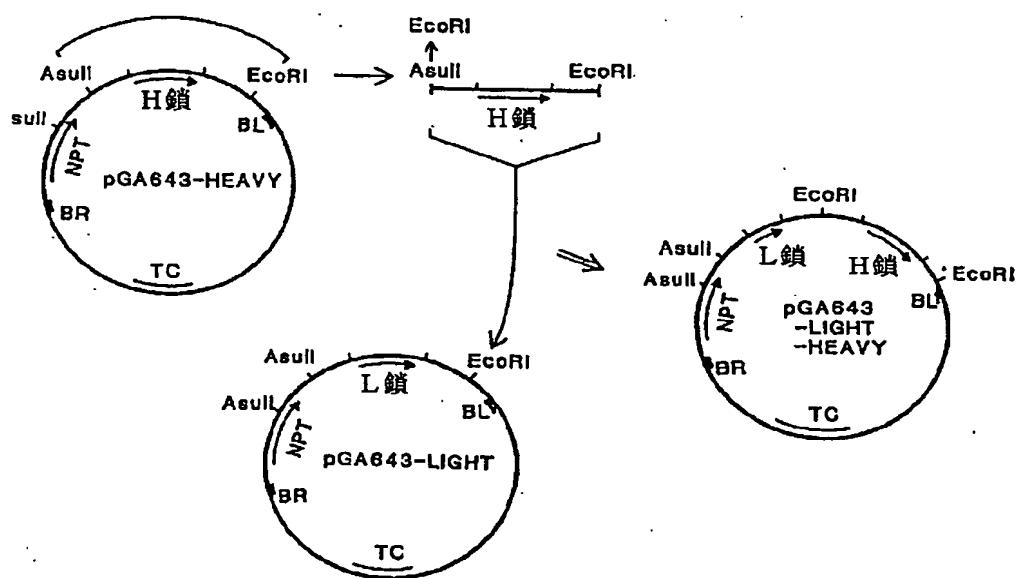 AsuII
EcoRI
H鎖
suII
BL
NPT
pGA643-HEAVY
BR
TC
EcoRI
AsuII
EcoRI
H鎖
EcoRI
AsuII
L鎖
H鎖
AsuII
EcoRI
BL
NPT
pGA643
-LIGHT
-HEAVY
BR
TC
AsuII
EcoRI
L鎖
AsuII
BL
NPT
pGA643-LIGHT
BR
TC